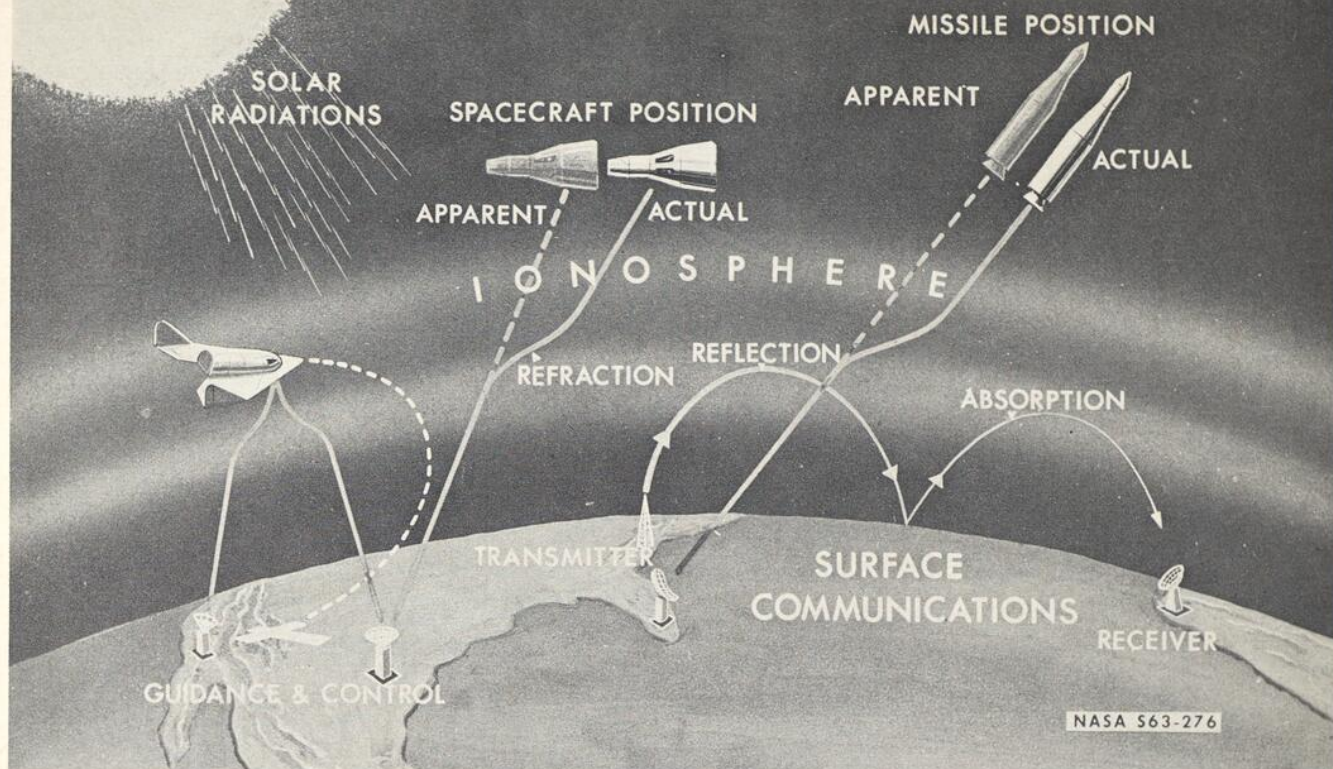 MISSILE POSITION
SOLAR
RADIATIONS
SPACECRAFT POSITION
APPARENT
ACTUAL
APPARENT
ACTUAL
IONOSPHERE
REFRACTION
REFLECTION
ABSORPTION
TRANSMITTER
SURFACE
COMMUNICATIONS
RECEIVER
GUIDANCE & CONTROL
NASA S63-276